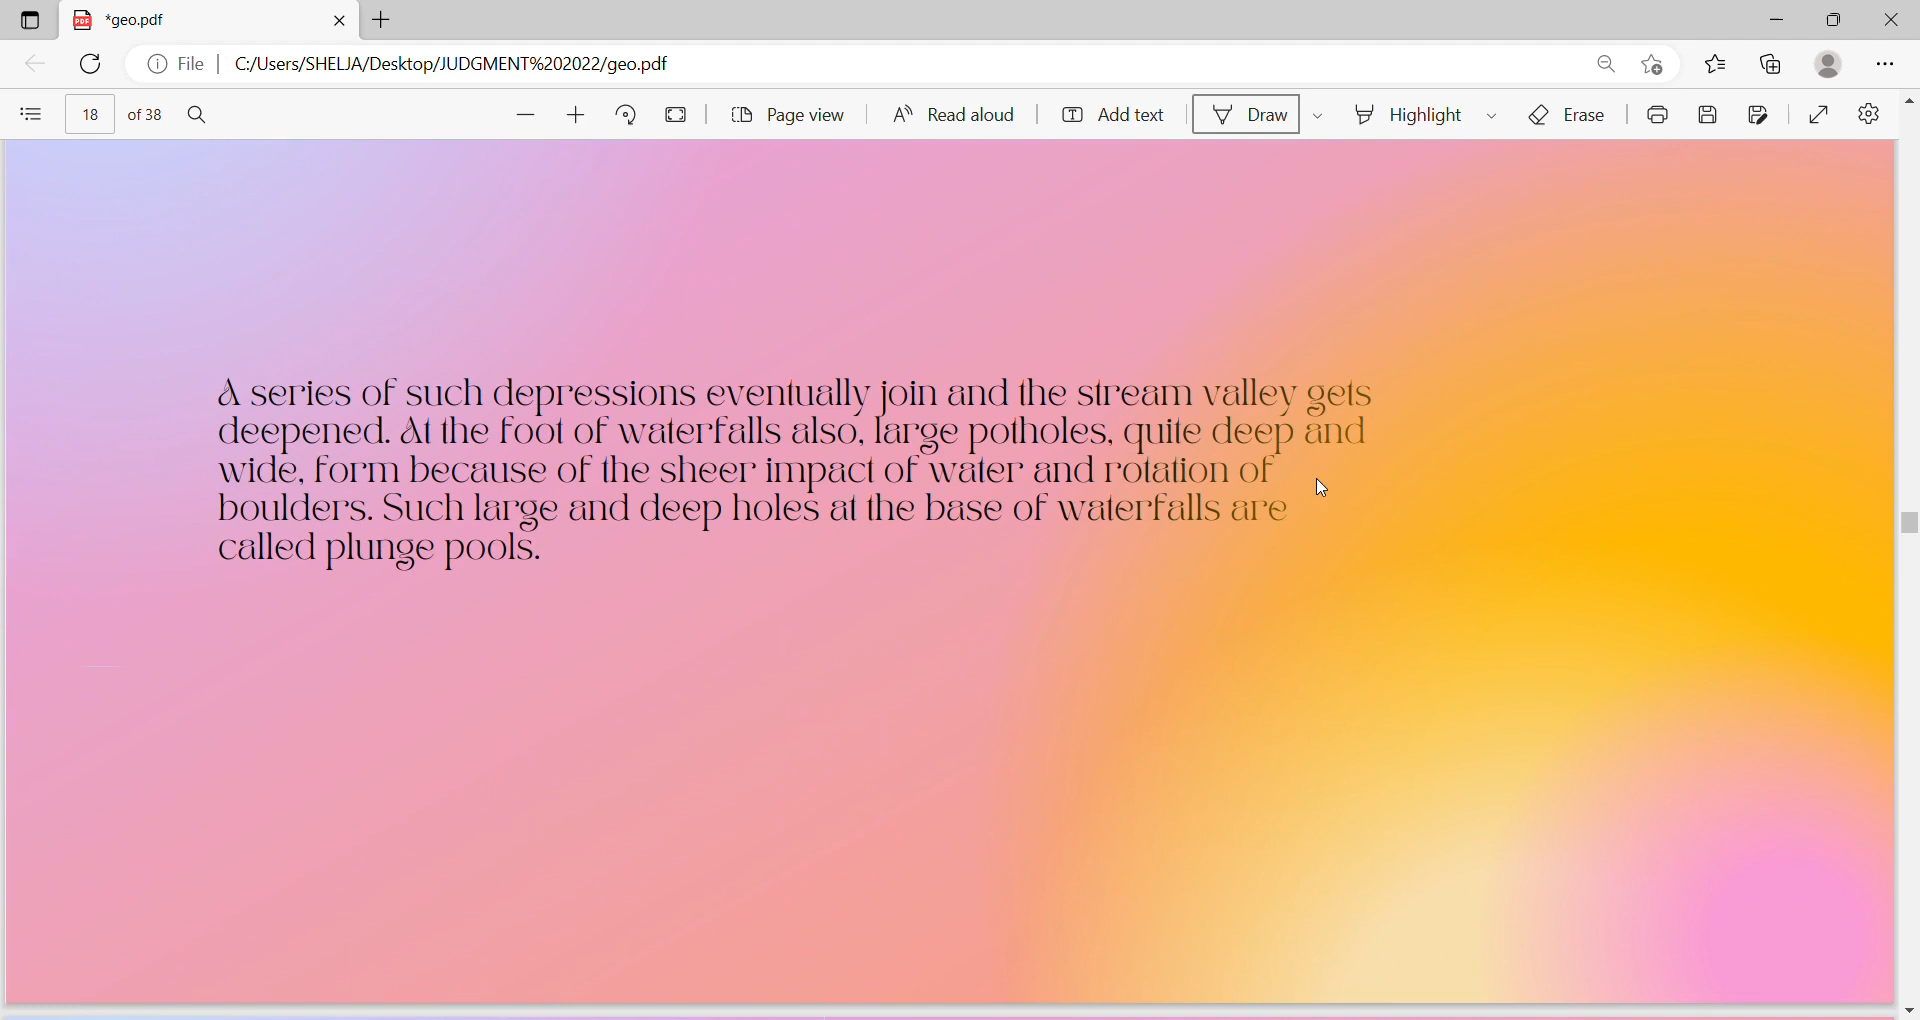 *geo.pdf
File
C:/Users/SHELJA/Desktop/JUDGMENT%202022/geo.pdf
18 of 38
Page view
Read aloud
Add text
Draw
Highlight
Erase
A series of such depressions eventually join and the stream valley gets
deepened. At the foot of waterfalls also, large potholes, quite deep and
wide, form because of the sheer impact of water and rotation of
boulders. Such large and deep holes at the base of waterfalls are
called plunge pools.